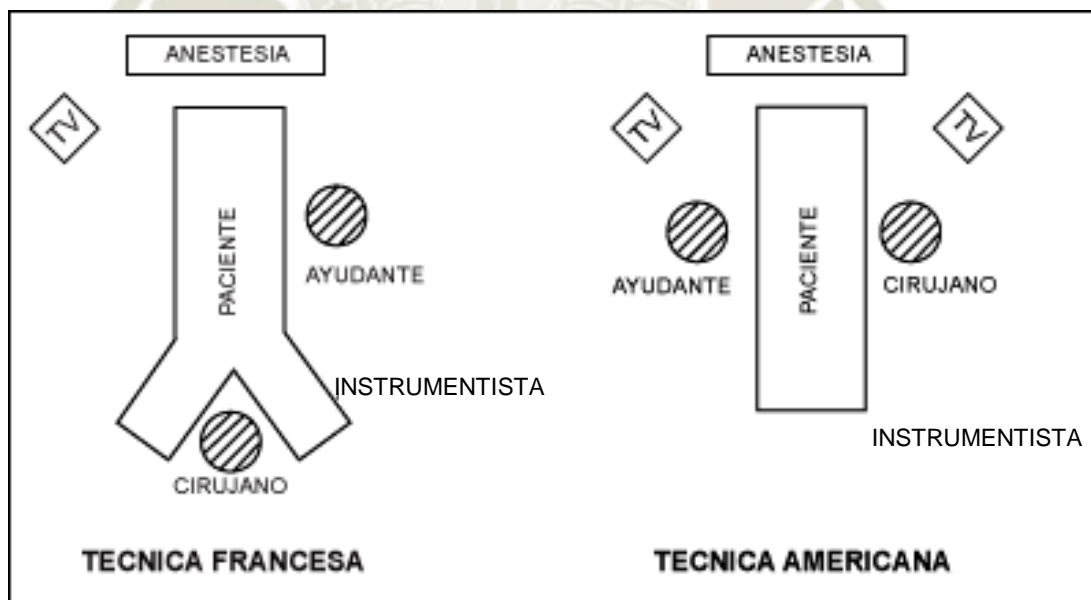 ANESTESIA
TV
PACIENTE
AYUDANTE
INSTRUMENTISTA
CIRUJANO
TECNICA FRANCESA
ANESTESIA
TV
TV
AYUDANTE
PACIENTE
CIRUJANO
INSTRUMENTISTA
TECNICA AMERICANA